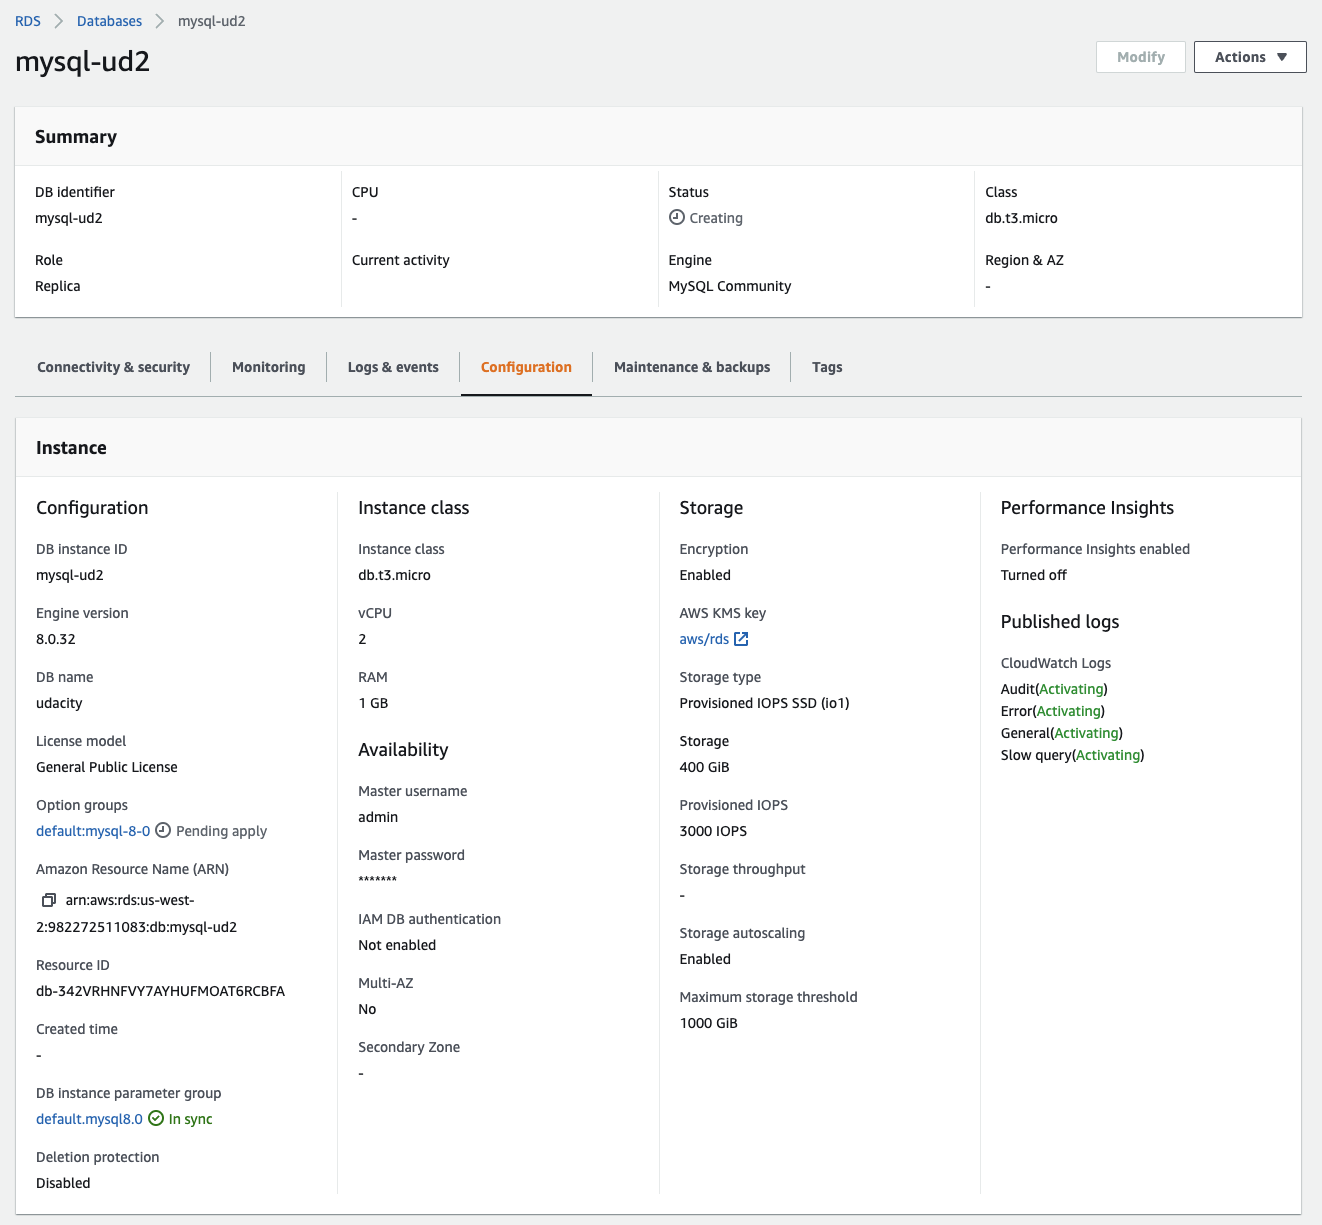 RDS > Databases > mysql-ud2
mysql-ud2
Modify
Actions ▼
Summary
DB identifier
mysql-ud2
CPU
-
Status
Creating
Class
db.t3.micro
Role
Replica
Current activity
Engine
MySQL Community
Region & AZ
-
Connectivity & security
Monitoring
Logs & events
Configuration
Maintenance & backups
Tags
Instance
Configuration
DB instance ID
mysql-ud2
Engine version
8.0.32
DB name
udacity
License model
General Public License
Option groups
default:mysql-8-0 Pending apply
Amazon Resource Name (ARN)
arn:aws:rds:us-west-
2:982272511083:db:mysql-ud2
Resource ID
db-342VRHNFVY7AYHUFMOAT6RCBFA
Created time
-
DB instance parameter group
default.mysql8.0 In sync
Deletion protection
Disabled
Instance class
Instance class
db.t3.micro
vCPU
2
RAM
1 GB
Availability
Master username
admin
Master password
*******
IAM DB authentication
Not enabled
Multi-AZ
No
Secondary Zone
-
Storage
Encryption
Enabled
AWS KMS key
aws/rds
Storage type
Provisioned IOPS SSD (io1)
Storage
400 GiB
Provisioned IOPS
3000 IOPS
Storage throughput
-
Storage autoscaling
Enabled
Maximum storage threshold
1000 GiB
Performance Insights
Performance Insights enabled
Turned off
Published logs
CloudWatch Logs
Audit(Activating)
Error(Activating)
General(Activating)
Slow query(Activating)